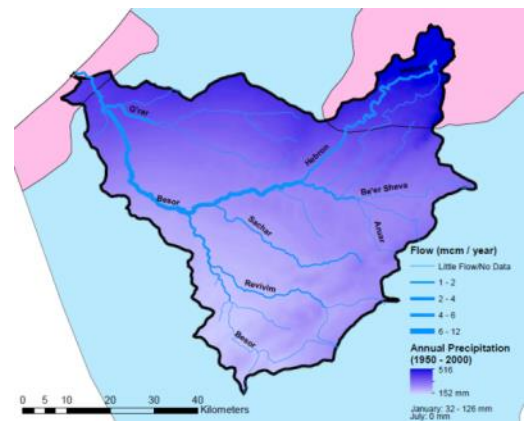 G'rar
Hebron
Besor
Be'er Sheva
Sachar
Anuar
Revivim
Besor
Flow (mcm / year)
Little Flow/No Data
1 - 2
2 - 4
4 - 6
6 - 12
Annual Precipitation
(1950 - 2000)
516
152 mm
January: 32 - 126 mm
July: 0 mm
0 5 10 20 30 40
Kilometers